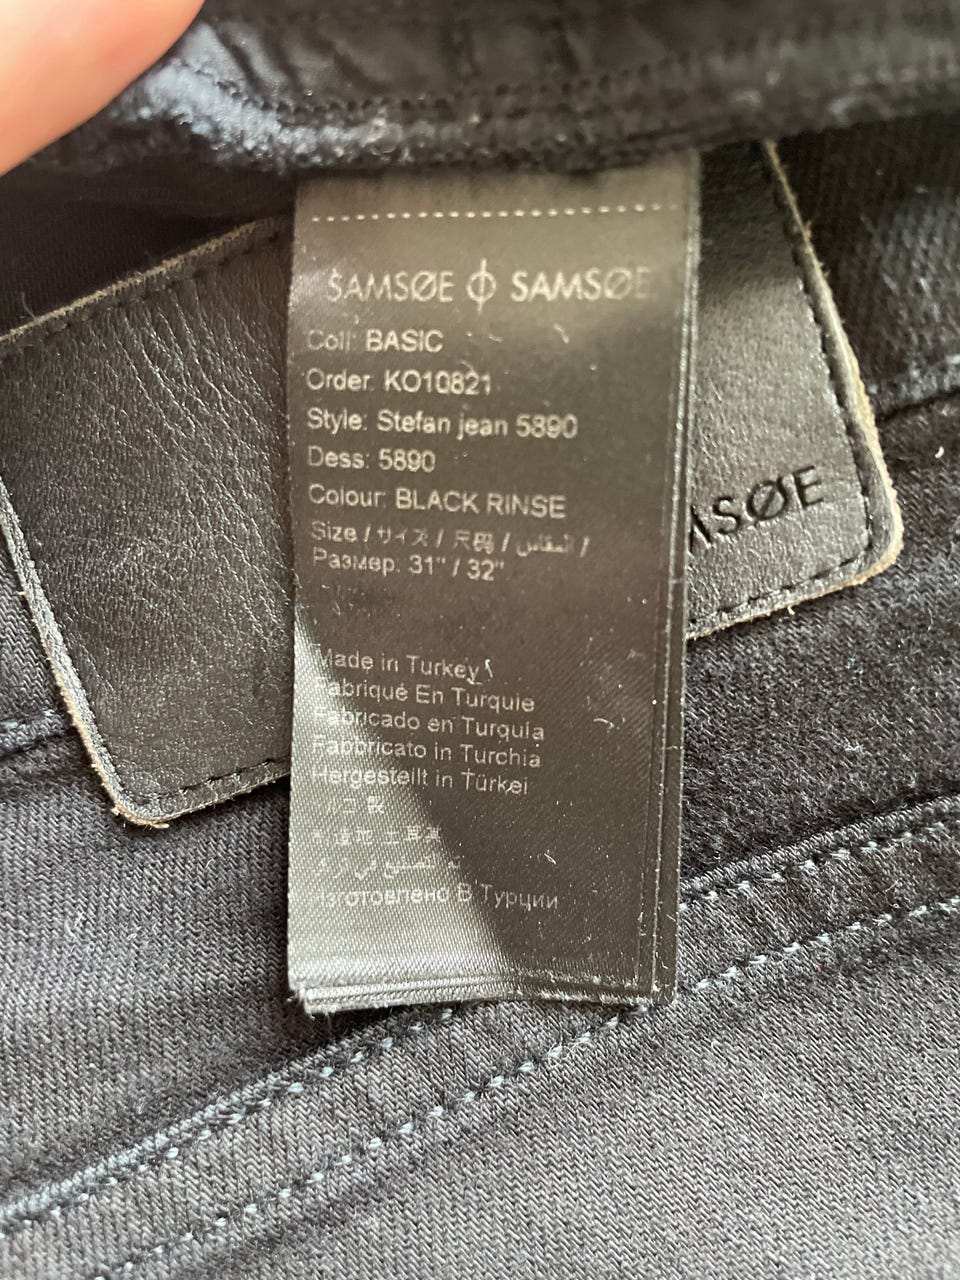 SAMSØE ɸ SAMSØE
Coll: BASIC
Order: KO10821
Style: Stefan jean 5890
Dess: 5890
Colour: BLACK RINSE
Size / サイズ / 尺码 / المقاس /
Размер: 31" / 32"
Made in Turkey
Fabriqué En Turquie
Fabricado en Turquía
Fabbricato in Turchia
Hergestellt in Türkei
Изготовлено В Турции
MSØE